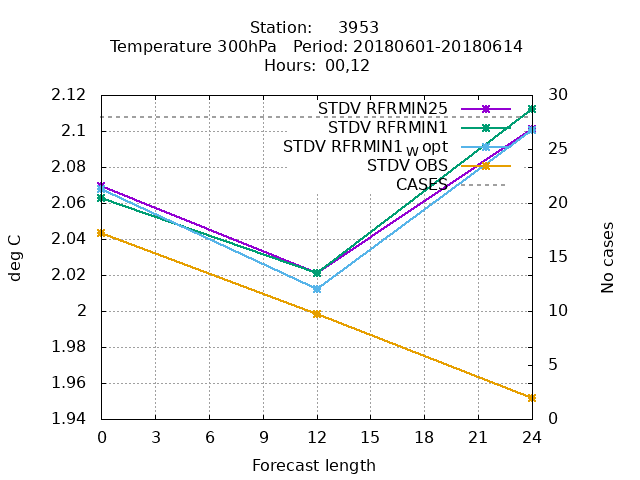 Station: 3953
Temperature 300hPa Period: 20180601-20180614
Hours: 00,12
2.12
2.1
2.08
2.06
2.04
2.02
2
1.98
1.96
1.94
deg C
STDV RFRMIN25
STDV RFRMIN1
STDV RFRMIN1wopt
STDV OBS
CASES
30
25
20
15
10
5
0
No cases
0 3 6 9 12 15 18 21 24
Forecast length